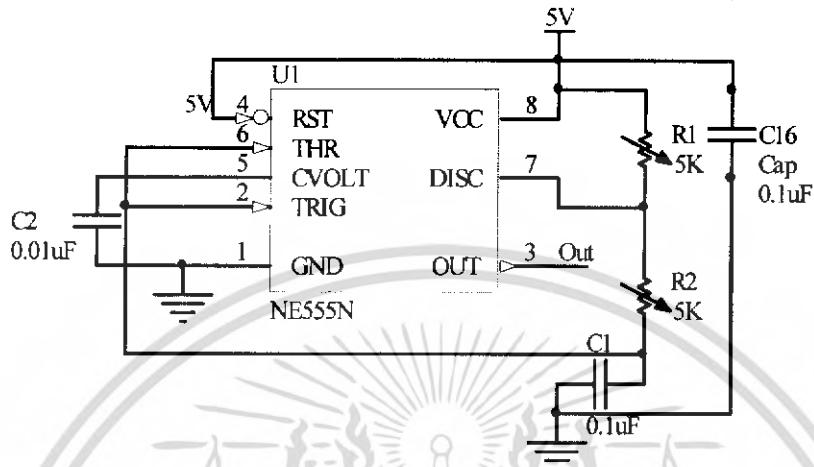 5V
U1
5V
4
RST
VCC
8
6
THR
R1
5K
C16
Cap
0.1uF
5
CVOLT
DISC
7
2
TRIG
C2
0.01uF
1
GND
OUT
3
Out
R2
5K
NE555N
C1
0.1uF